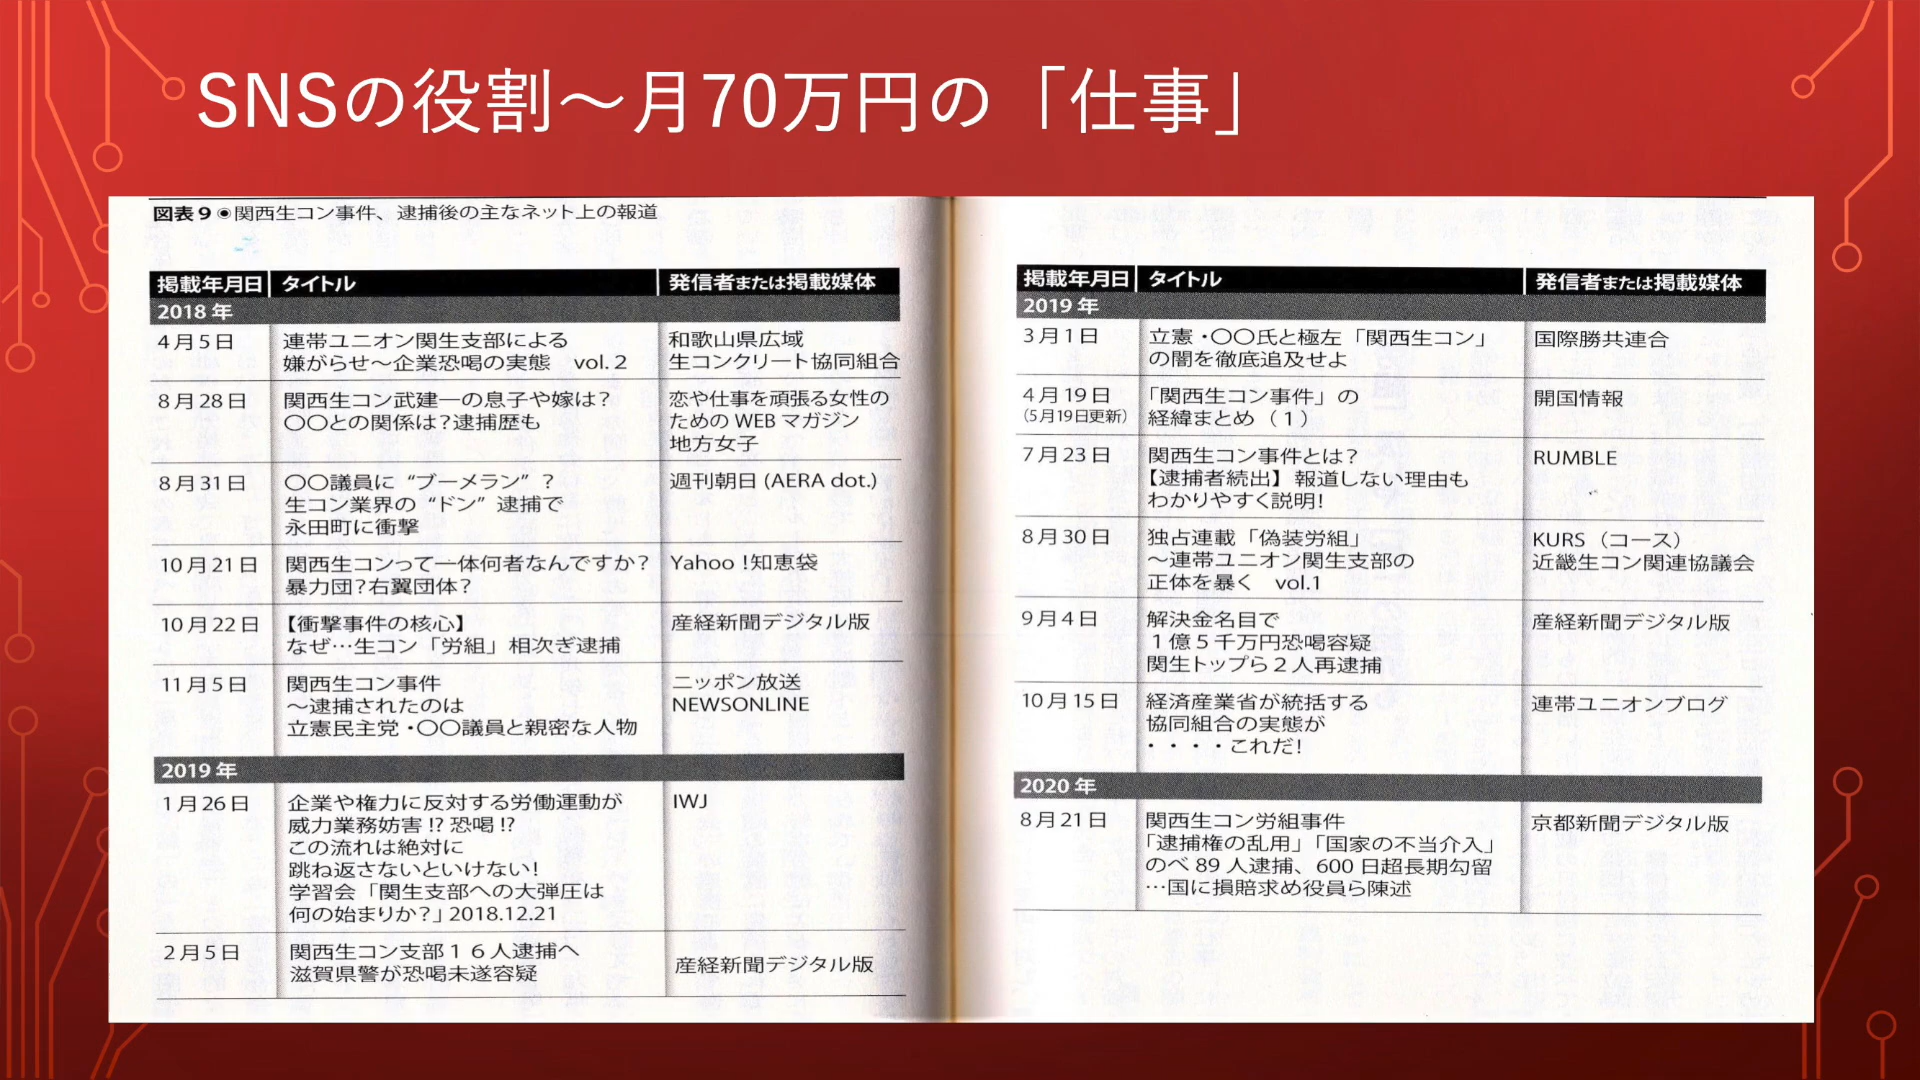 SNSの役割～月70万円の「仕事」
図表9◉関西生コン事件、逮捕後の主なネット上の報道
掲載年月日 タイトル 発信者または掲載媒体
2018年
4月5日 連帯ユニオン関生支部による 和歌山県広域
嫌がらせ～企業恐喝の実態　vol.2 生コンクリート協同組合
8月28日 関西生コン武建一の息子や嫁は? 恋や仕事を頑張る女性の
〇〇との関係は?逮捕歴も ためのWEBマガジン
地方女子
8月31日 〇〇議員に“ブーメラン”? 週刊朝日(AERA dot.)
生コン業界の“ドン”逮捕で
永田町に衝撃
10月21日 関西生コンって一体何者なんですか? Yahoo!知恵袋
暴力団?右翼団体?
10月22日 【衝撃事件の核心】 産経新聞デジタル版
なぜ…生コン「労組」相次ぎ逮捕
11月5日 関西生コン事件 ニッポン放送
～逮捕されたのは NEWSONLINE
立憲民主党・〇〇議員と親密な人物
2019年
1月26日 企業や権力に反対する労働運動が IWJ
威力業務妨害!?恐喝!?
この流れは絶対に
跳ね返さないといけない!
学習会「関生支部への大弾圧は
何の始まりか?」2018.12.21
2月5日 関西生コン支部16人逮捕へ 産経新聞デジタル版
滋賀県警が恐喝未遂容疑
掲載年月日 タイトル 発信者または掲載媒体
2019年
3月1日 立憲・〇〇氏と極左「関西生コン」 国際勝共連合
の闇を徹底追及せよ
4月19日 「関西生コン事件」の 開国情報
(5月19日更新) 経緯まとめ（1）
7月23日 関西生コン事件とは? RUMBLE
【逮捕者続出】報道しない理由も
わかりやすく説明!
8月30日 独占連載「偽装労組」 KURS（コース）
～連帯ユニオン関生支部の 近畿生コン関連協議会
正体を暴く　vol.1
9月4日 解決金名目で 産経新聞デジタル版
1億5千万円恐喝容疑
関生トップら2人再逮捕
10月15日 経済産業省が統括する 連帯ユニオンブログ
協同組合の実態が
・・・・これだ!
2020年
8月21日 関西生コン労組事件 京都新聞デジタル版
「逮捕権の乱用」「国家の不当介入」
のべ89人逮捕、600日超長期勾留
…国に損賠求め役員ら陳述